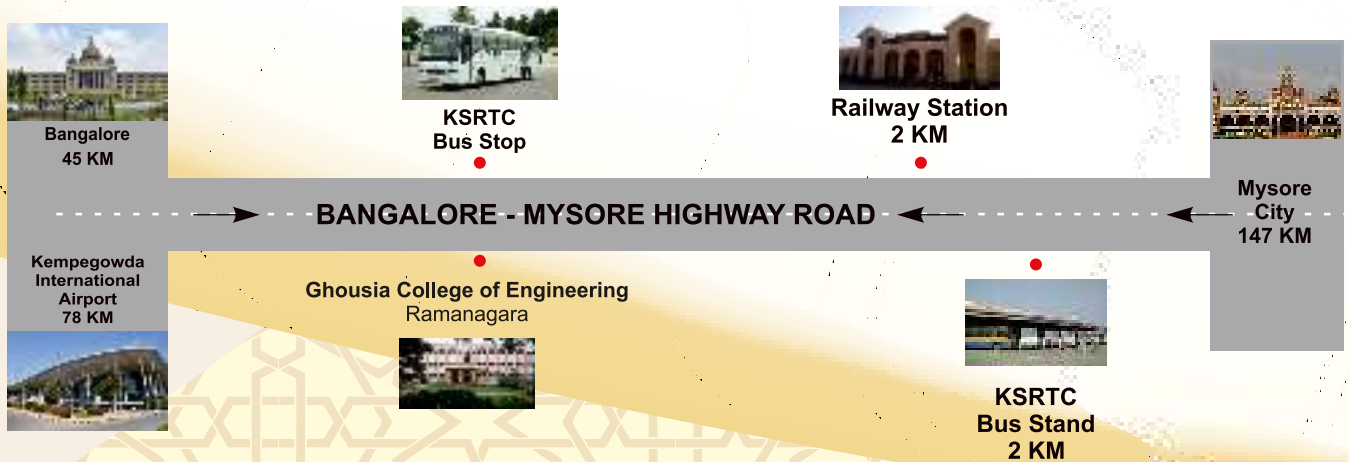 Bangalore
45 KM
KSRTC
Bus Stop
Railway Station
2 KM
BANGALORE - MYSORE HIGHWAY ROAD
Mysore
City
147 KM
Kempegowda
International
Airport
78 KM
Ghousia College of Engineering
Ramanagara
KSRTC
Bus Stand
2 KM